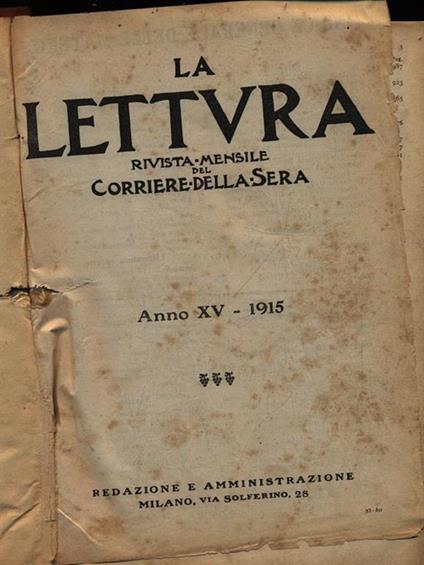 LA
LETTVRA
RIVISTA·MENSILE
DEL
CORRIERE·DELLA·SERA
Anno XV - 1915
REDAZIONE E AMMINISTRAZIONE
MILANO, VIA SOLFERINO, 28